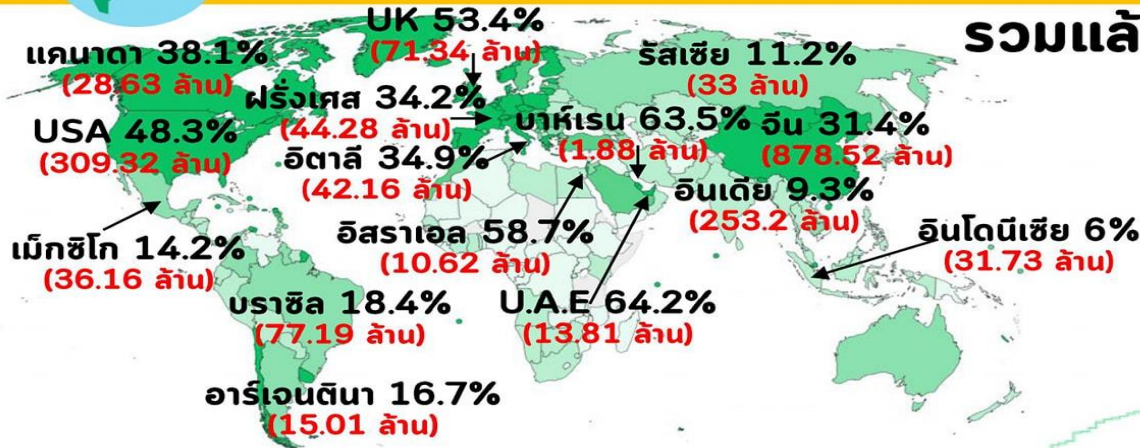 รวมแล้
UK 53.4%
(71.34 ล้าน)
แคนาดา 38.1%
(28.63 ล้าน)
รัสเซีย 11.2%
(33 ล้าน)
ฝรั่งเศส 34.2%
(44.28 ล้าน)
USA 48.3%
(309.32 ล้าน)
บาห์เรน 63.5%
(1.88 ล้าน)
จีน 31.4%
(878.52 ล้าน)
อิตาลี 34.9%
(42.16 ล้าน)
อินเดีย 9.3%
(253.2 ล้าน)
เม็กซิโก 14.2%
(36.16 ล้าน)
อิสราเอล 58.7%
(10.62 ล้าน)
อินโดนีเซีย 6%
(31.73 ล้าน)
บราซิล 18.4%
(77.19 ล้าน)
U.A.E 64.2%
(13.81 ล้าน)
อาร์เจนตินา 16.7%
(15.01 ล้าน)